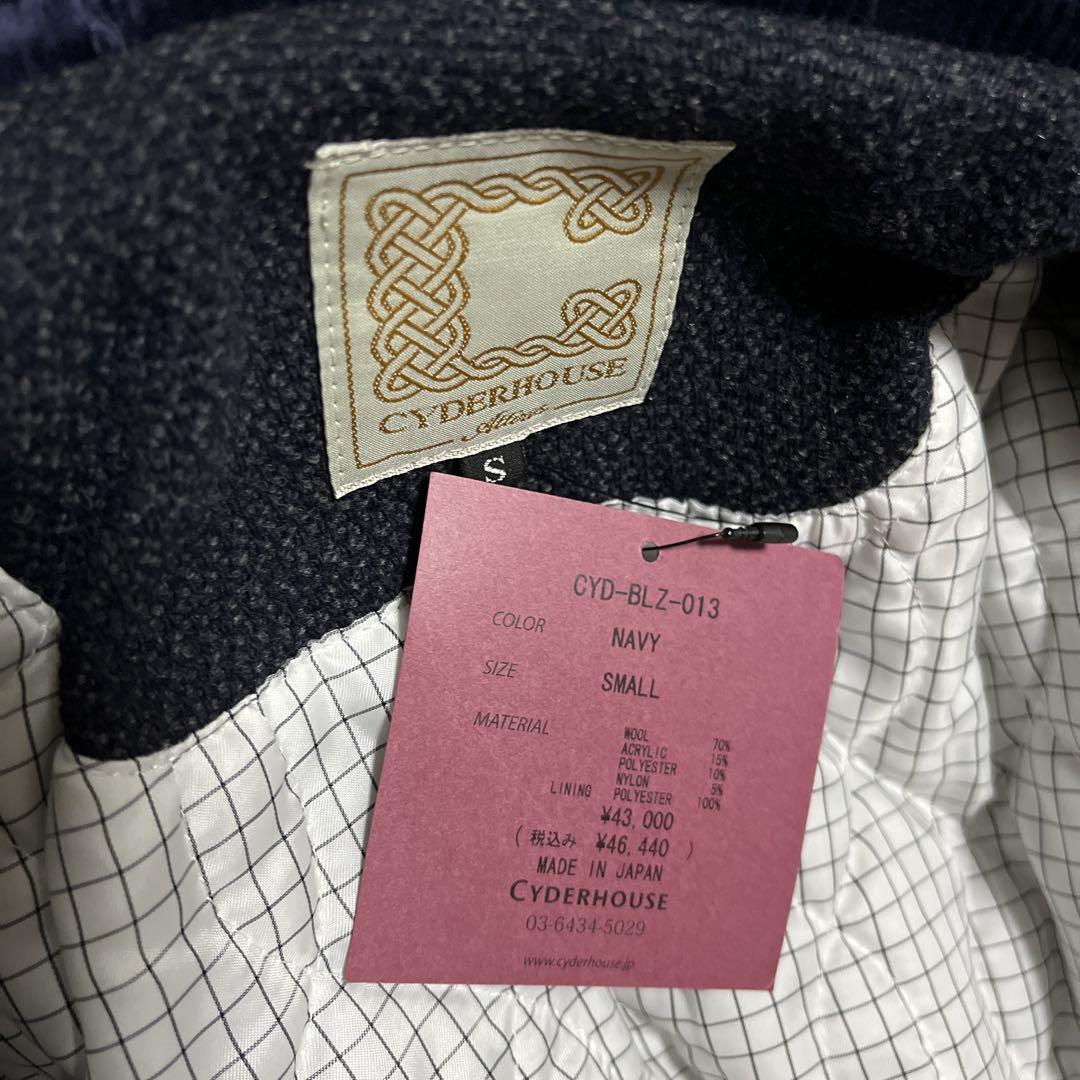 CYDERHOUSE
Attires
S
CYD-BLZ-013
COLOR NAVY
SIZE SMALL
MATERIAL
WOOL 70%
ACRYLIC 15%
POLYESTER 10%
NYLON 5%
LINING POLYESTER 100%
¥43,000
( 税込み ¥46,440 )
MADE IN JAPAN
CYDERHOUSE
03-6434-5029
www.cyderhouse.jp